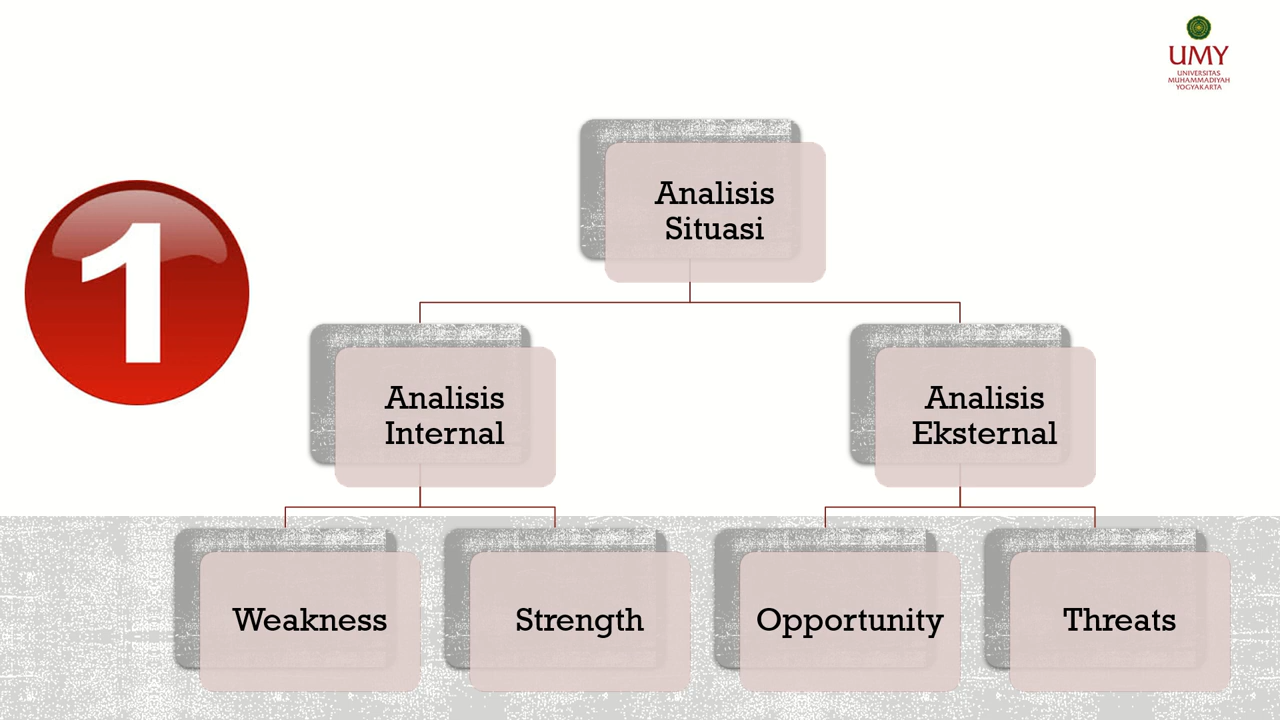 UMY
UNIVERSITAS
MUHAMMADIYAH
YOGYAKARTA
1
Analisis
Situasi
Analisis
Internal
Analisis
Eksternal
Weakness
Strength
Opportunity
Threats